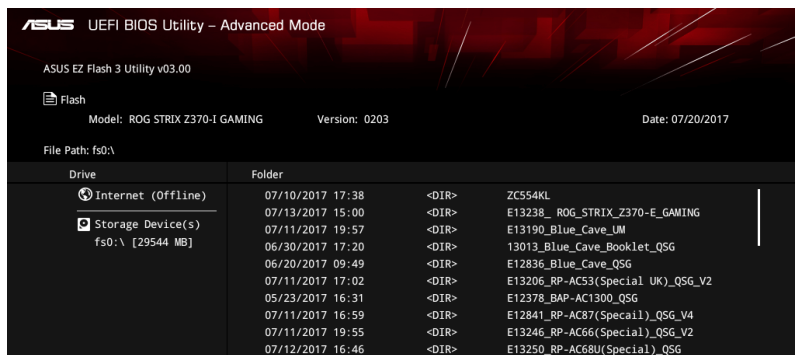 ASUS UEFI BIOS Utility – Advanced Mode
ASUS EZ Flash 3 Utility v03.00
Flash
Model: ROG STRIX Z370-I GAMING Version: 0203 Date: 07/20/2017
File Path: fs0:\
Drive Folder
Internet (Offline) 07/10/2017 17:38 <DIR> ZC554KL
07/13/2017 15:00 <DIR> E13238_ ROG_STRIX_Z370-E_GAMING
Storage Device(s) 07/11/2017 19:57 <DIR> E13190_Blue_Cave_UM
fs0:\ [29544 MB] 06/30/2017 17:20 <DIR> 13013_Blue_Cave_Booklet_QSG
06/20/2017 09:49 <DIR> E12836_Blue_Cave_QSG
07/11/2017 17:02 <DIR> E13206_RP-AC53(Special UK)_QSG_V2
05/23/2017 16:31 <DIR> E12378_BAP-AC1300_QSG
07/11/2017 16:59 <DIR> E12841_RP-AC87(Specail)_QSG_V4
07/11/2017 19:55 <DIR> E13246_RP-AC66(Special)_QSG_V2
07/12/2017 16:46 <DIR> E13250_RP-AC68U(Special)_QSG